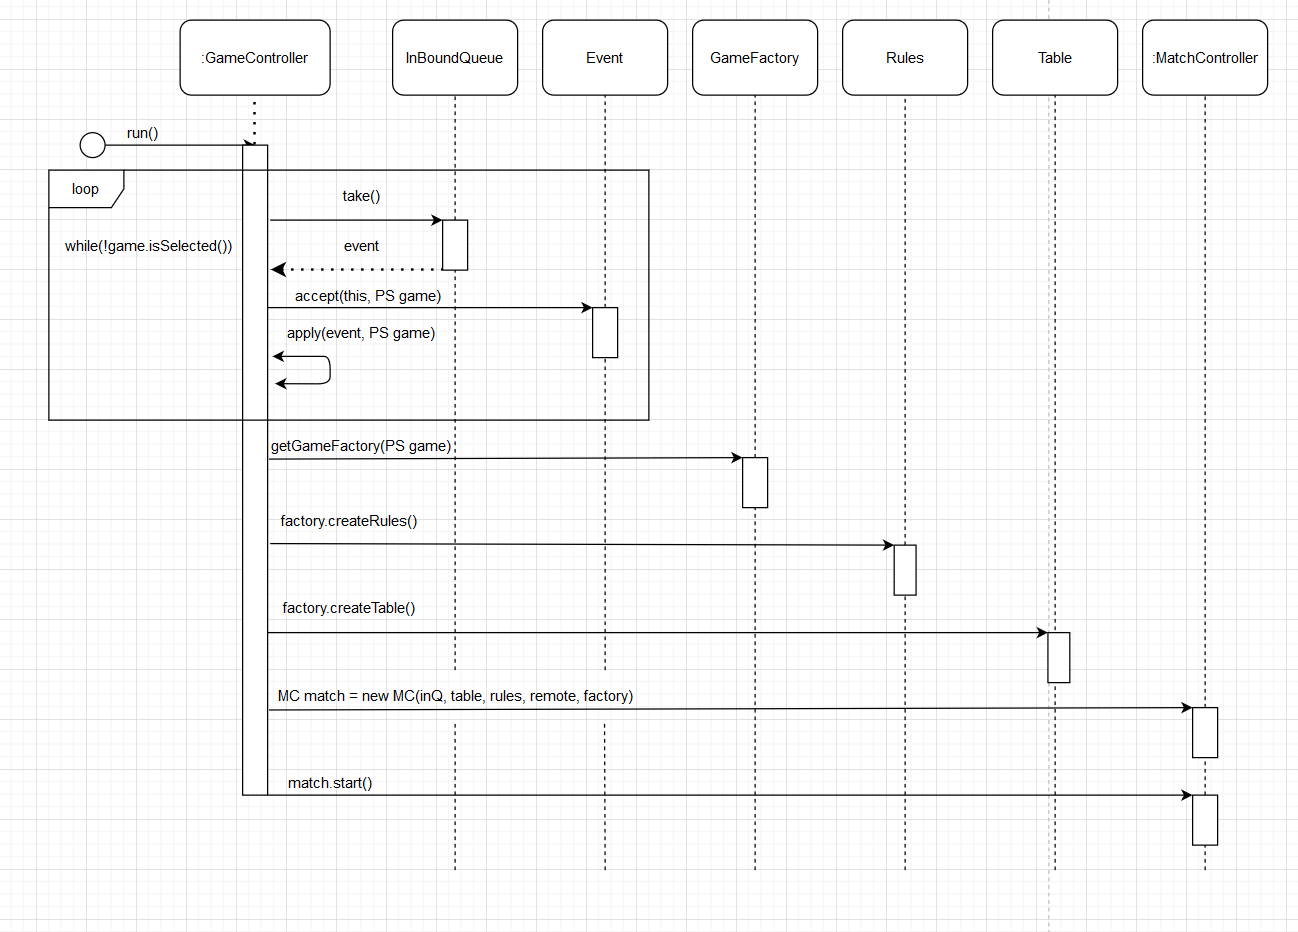 :GameController
InBoundQueue
Event
GameFactory
Rules
Table
:MatchController
run()
loop
take()
while(!game.isSelected())
event
accept(this, PS game)
apply(event, PS game)
getGameFactory(PS game)
factory.createRules()
factory.createTable()
MC match = new MC(inQ, table, rules, remote, factory)
match.start()